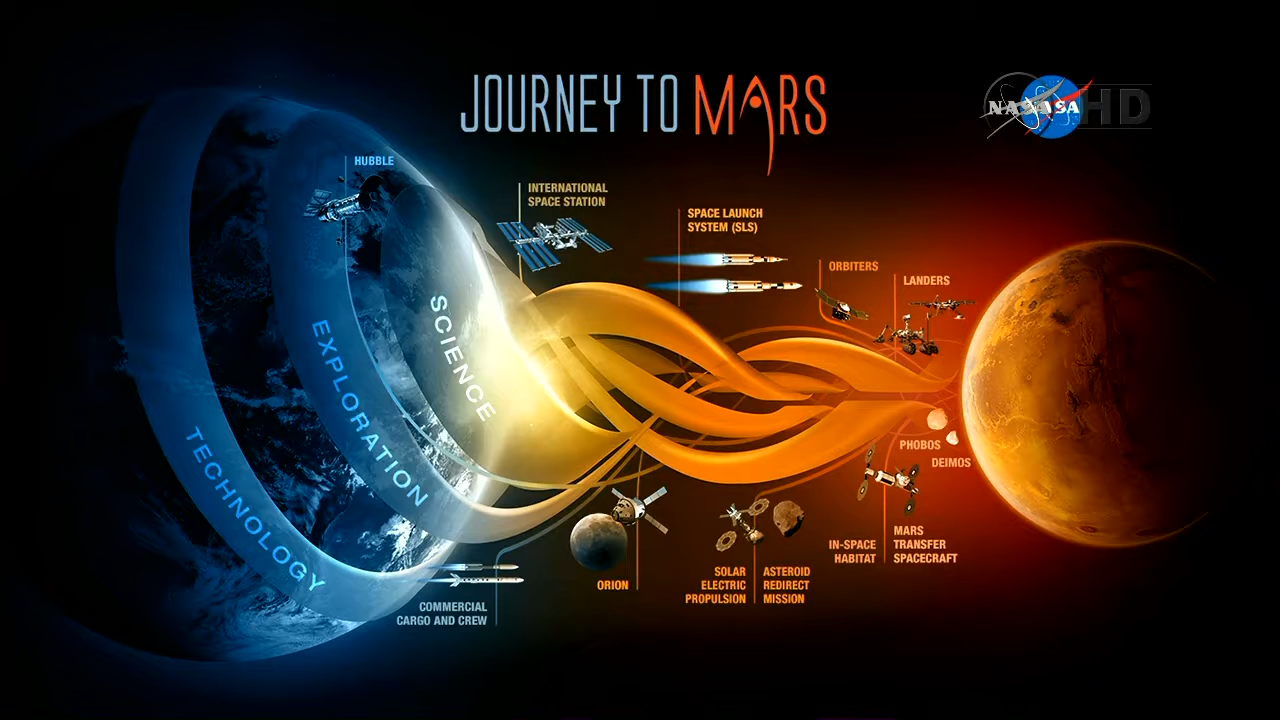 JOURNEY TO MARS
NASA
HD
HUBBLE
INTERNATIONAL
SPACE STATION
SPACE LAUNCH
SYSTEM (SLS)
ORBITERS
LANDERS
SCIENCE
EXPLORATION
TECHNOLOGY
PHOBOS
DEIMOS
MARS
TRANSFER
SPACECRAFT
IN-SPACE
HABITAT
ORION
SOLAR
ELECTRIC
PROPULSION
ASTEROID
REDIRECT
MISSION
COMMERCIAL
CARGO AND CREW